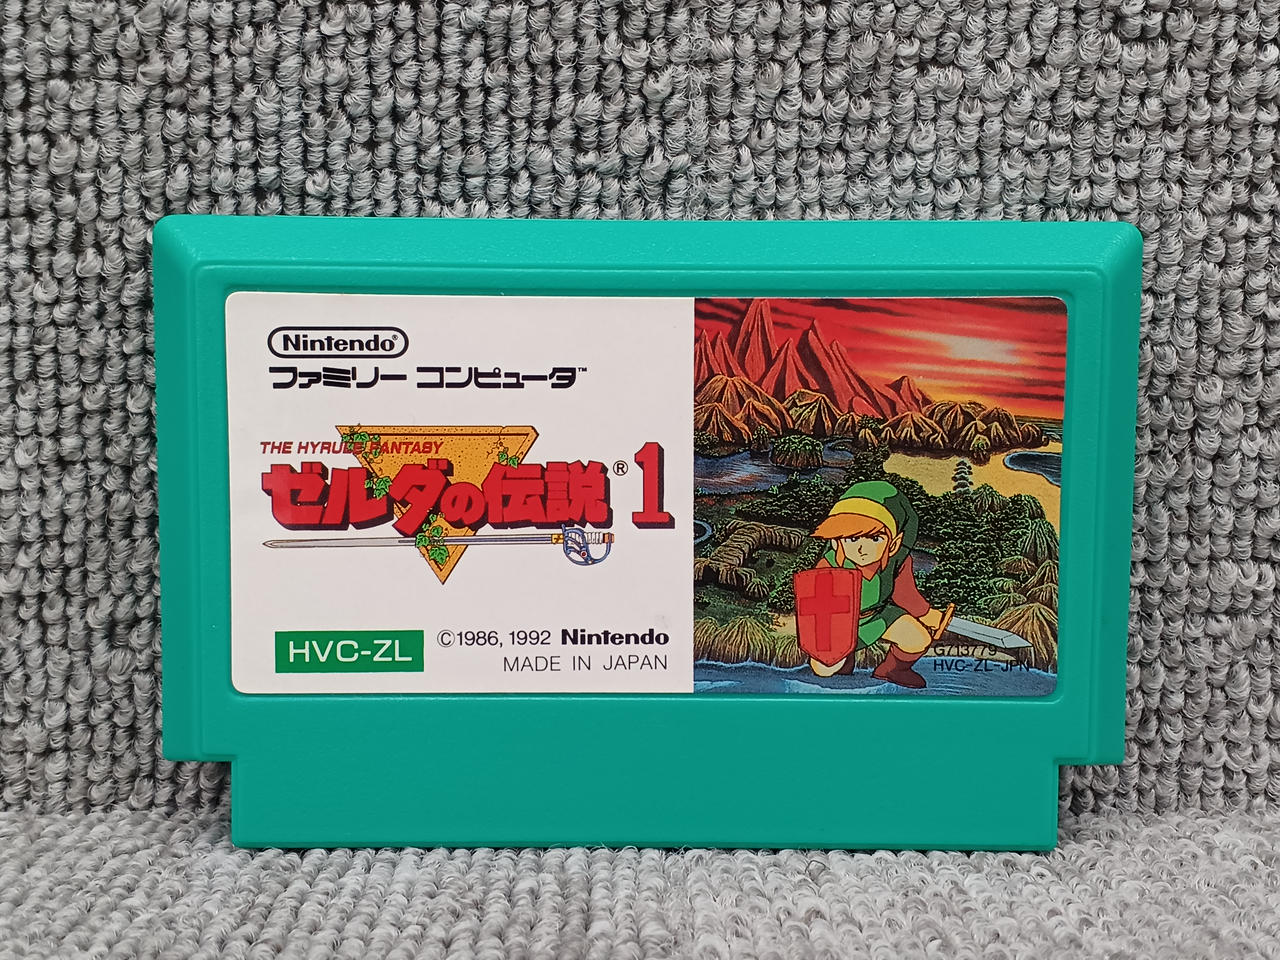 Nintendo®
ファミリー コンピュータ™
THE HYRULE FANTASY
ゼルダの伝説®1
HVC-ZL
©1986, 1992 Nintendo
MADE IN JAPAN
G713779
HVC-ZL-JPN